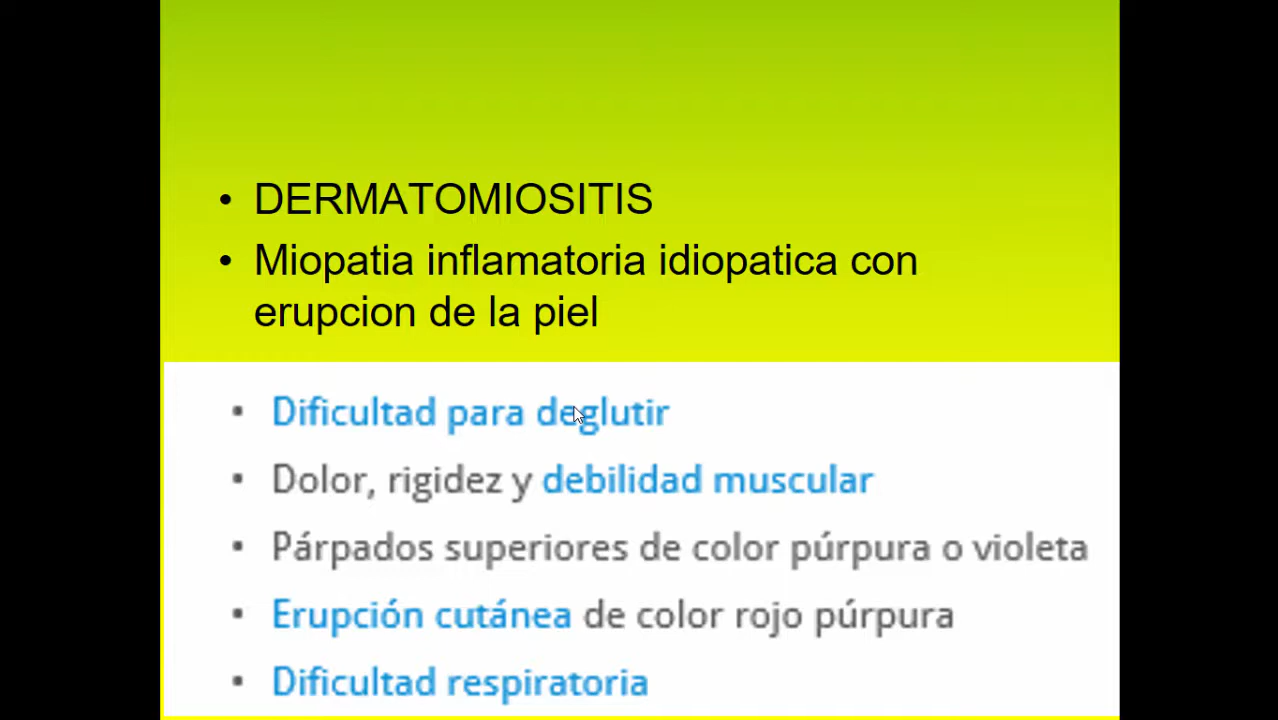 • DERMATOMIOSITIS
• Miopatia inflamatoria idiopatica con
erupcion de la piel
• Dificultad para deglutir
• Dolor, rigidez y debilidad muscular
• Párpados superiores de color púrpura o violeta
• Erupción cutánea de color rojo púrpura
• Dificultad respiratoria